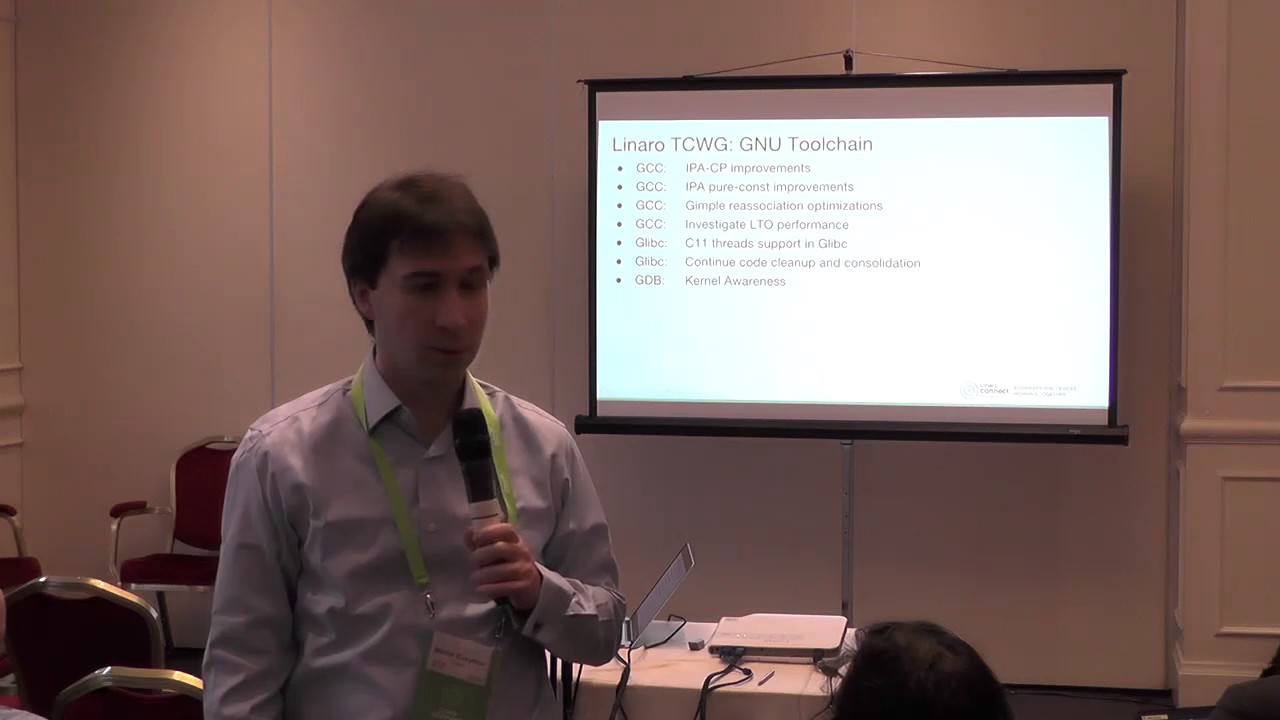 Linaro TCWG: GNU Toolchain
• GCC: IPA-CP improvements
• GCC: IPA pure-const improvements
• GCC: Gimple reassociation optimizations
• GCC: Investigate LTO performance
• Glibc: C11 threads support in Glibc
• Glibc: Continue code cleanup and consolidation
• GDB: Kernel Awareness
connect